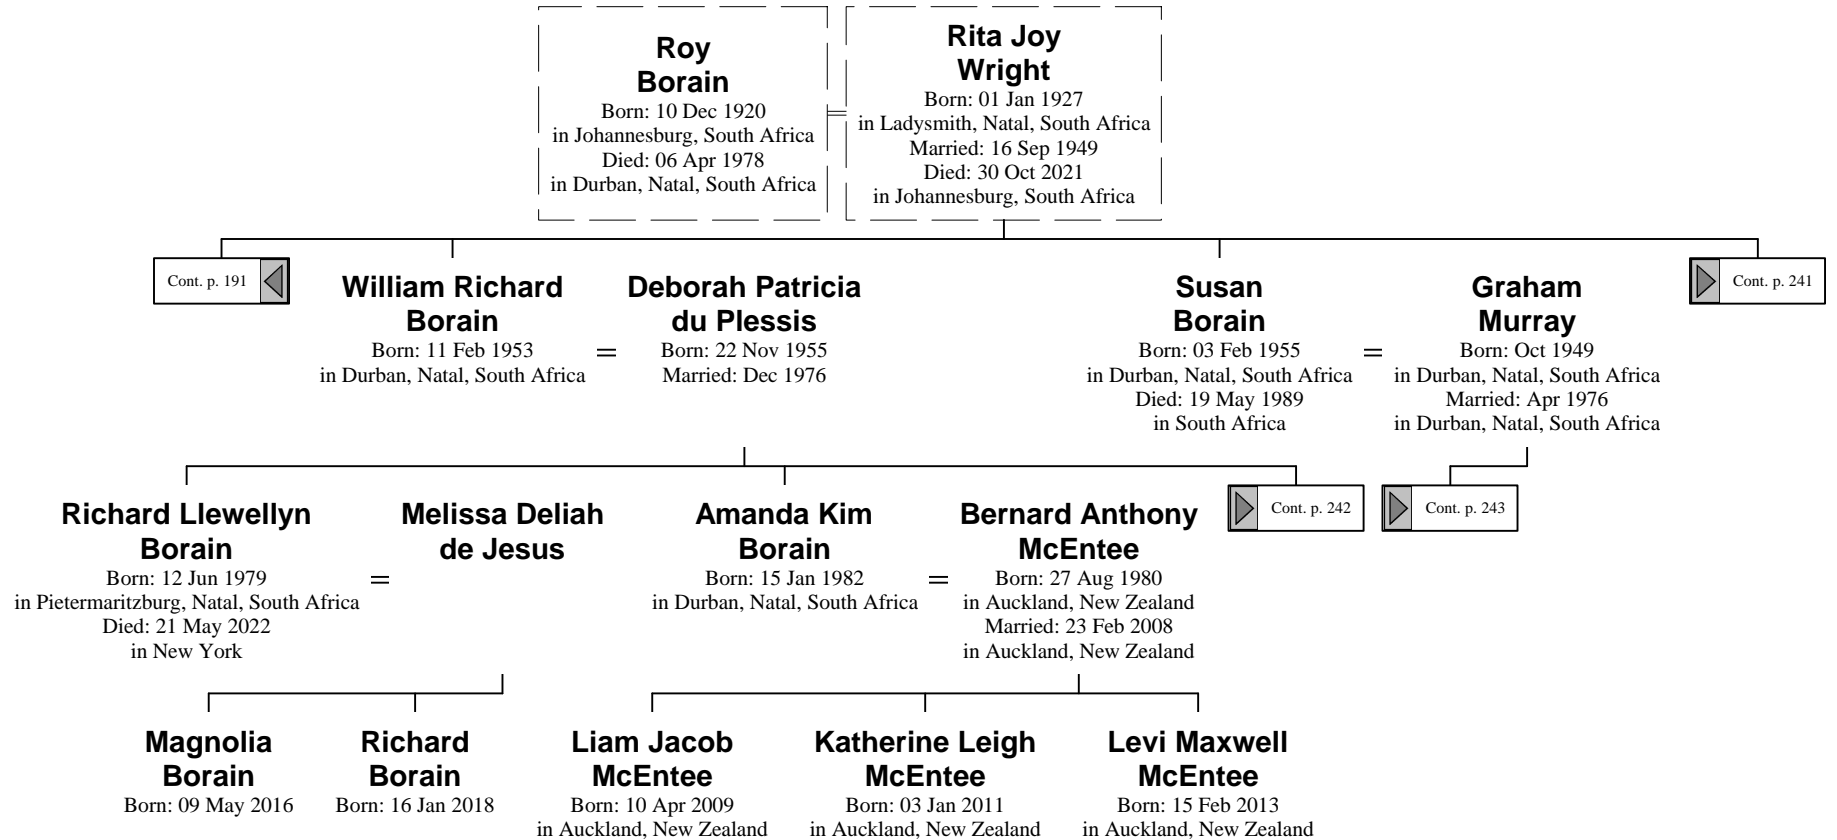 Roy
Borain
Born: 10 Dec 1920
in Johannesburg, South Africa
Died: 06 Apr 1978
in Durban, Natal, South Africa
=
Rita Joy
Wright
Born: 01 Jan 1927
in Ladysmith, Natal, South Africa
Married: 16 Sep 1949
Died: 30 Oct 2021
in Johannesburg, South Africa
Cont. p. 191
William Richard
Borain
Born: 11 Feb 1953
in Durban, Natal, South Africa
=
Deborah Patricia
du Plessis
Born: 22 Nov 1955
Married: Dec 1976
Susan
Borain
Born: 03 Feb 1955
in Durban, Natal, South Africa
Died: 19 May 1989
in South Africa
=
Graham
Murray
Born: Oct 1949
in Durban, Natal, South Africa
Married: Apr 1976
in Durban, Natal, South Africa
Cont. p. 241
Richard Llewellyn
Borain
Born: 12 Jun 1979
in Pietermaritzburg, Natal, South Africa
Died: 21 May 2022
in New York
=
Melissa Deliah
de Jesus
Amanda Kim
Borain
Born: 15 Jan 1982
in Durban, Natal, South Africa
=
Bernard Anthony
McEntee
Born: 27 Aug 1980
in Auckland, New Zealand
Married: 23 Feb 2008
in Auckland, New Zealand
Cont. p. 242
Cont. p. 243
Magnolia
Borain
Born: 09 May 2016
Richard
Borain
Born: 16 Jan 2018
Liam Jacob
McEntee
Born: 10 Apr 2009
in Auckland, New Zealand
Katherine Leigh
McEntee
Born: 03 Jan 2011
in Auckland, New Zealand
Levi Maxwell
McEntee
Born: 15 Feb 2013
in Auckland, New Zealand